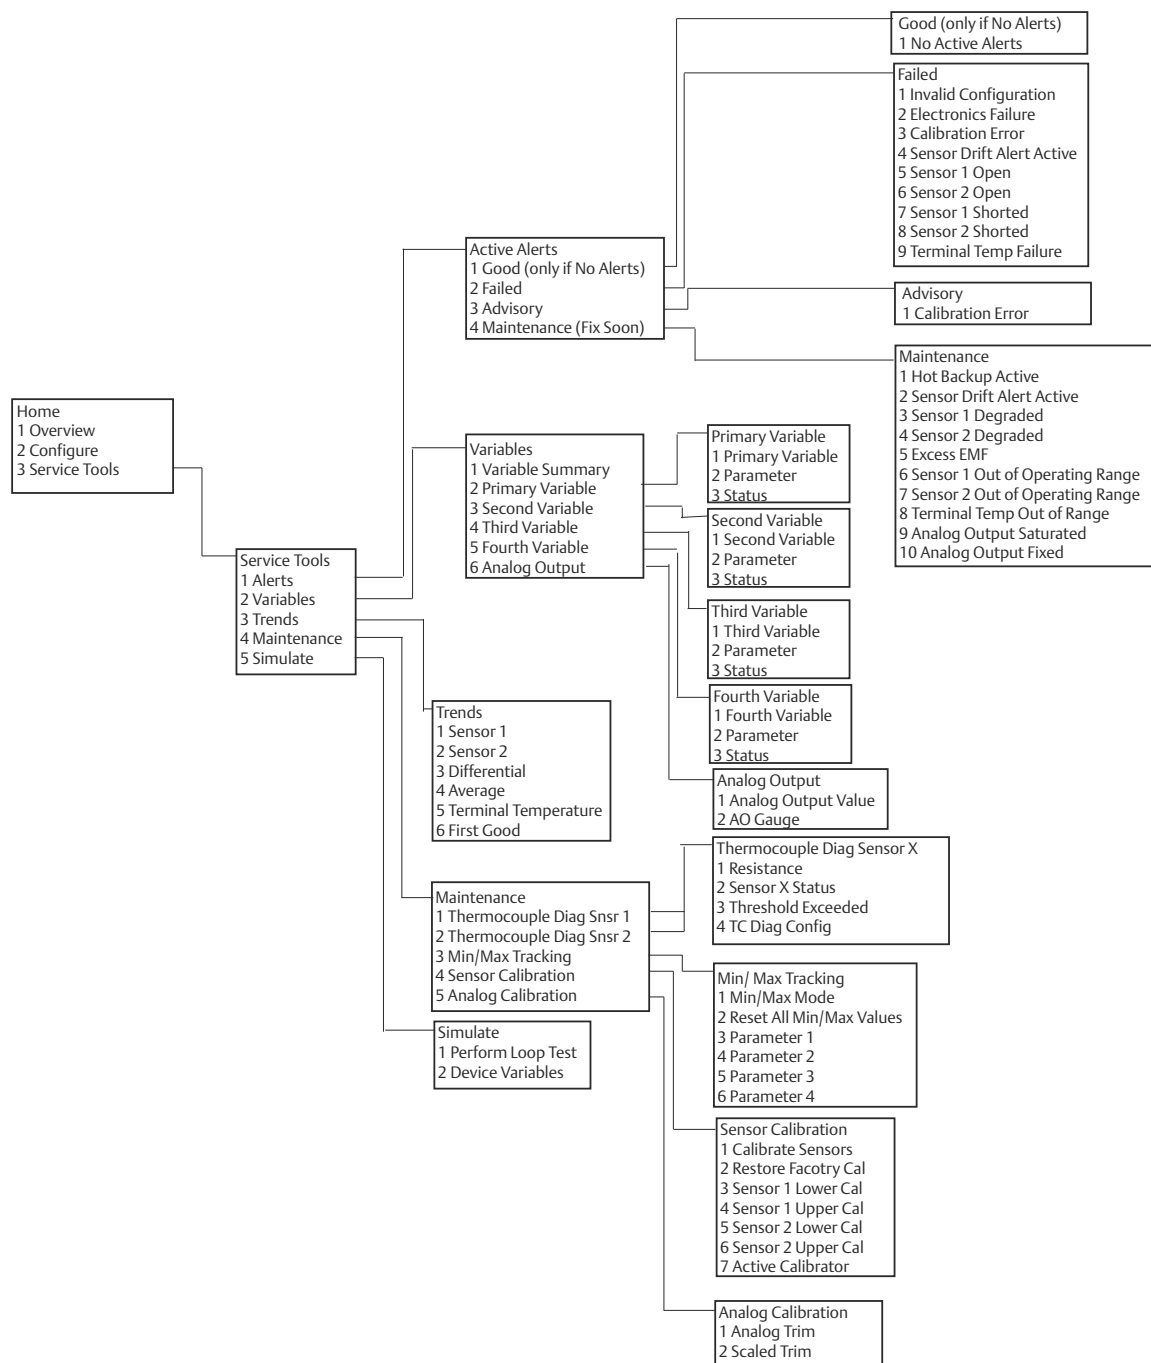 Home
1 Overview
2 Configure
3 Service Tools
Service Tools
1 Alerts
2 Variables
3 Trends
4 Maintenance
5 Simulate
Active Alerts
1 Good (only if No Alerts)
2 Failed
3 Advisory
4 Maintenance (Fix Soon)
Good (only if No Alerts)
1 No Active Alerts
Failed
1 Invalid Configuration
2 Electronics Failure
3 Calibration Error
4 Sensor Drift Alert Active
5 Sensor 1 Open
6 Sensor 2 Open
7 Sensor 1 Shorted
8 Sensor 2 Shorted
9 Terminal Temp Failure
Advisory
1 Calibration Error
Maintenance
1 Hot Backup Active
2 Sensor Drift Alert Active
3 Sensor 1 Degraded
4 Sensor 2 Degraded
5 Excess EMF
6 Sensor 1 Out of Operating Range
7 Sensor 2 Out of Operating Range
8 Terminal Temp Out of Range
9 Analog Output Saturated
10 Analog Output Fixed
Variables
1 Variable Summary
2 Primary Variable
3 Second Variable
4 Third Variable
5 Fourth Variable
6 Analog Output
Primary Variable
1 Primary Variable
2 Parameter
3 Status
Second Variable
1 Second Variable
2 Parameter
3 Status
Third Variable
1 Third Variable
2 Parameter
3 Status
Fourth Variable
1 Fourth Variable
2 Parameter
3 Status
Analog Output
1 Analog Output Value
2 AO Gauge
Trends
1 Sensor 1
2 Sensor 2
3 Differential
4 Average
5 Terminal Temperature
6 First Good
Maintenance
1 Thermocouple Diag Snsr 1
2 Thermocouple Diag Snsr 2
3 Min/Max Tracking
4 Sensor Calibration
5 Analog Calibration
Thermocouple Diag Sensor X
1 Resistance
2 Sensor X Status
3 Threshold Exceeded
4 TC Diag Config
Min/ Max Tracking
1 Min/Max Mode
2 Reset All Min/Max Values
3 Parameter 1
4 Parameter 2
5 Parameter 3
6 Parameter 4
Sensor Calibration
1 Calibrate Sensors
2 Restore Facotry Cal
3 Sensor 1 Lower Cal
4 Sensor 1 Upper Cal
5 Sensor 2 Lower Cal
6 Sensor 2 Upper Cal
7 Active Calibrator
Analog Calibration
1 Analog Trim
2 Scaled Trim
Simulate
1 Perform Loop Test
2 Device Variables